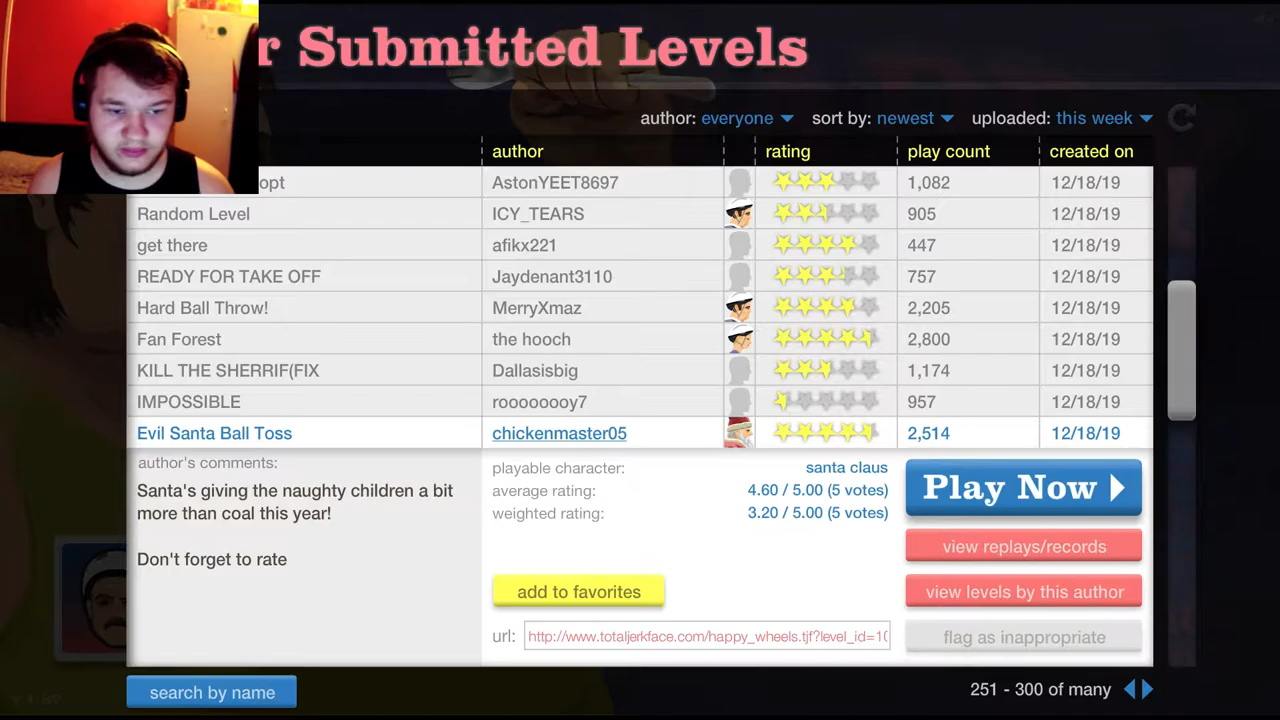 r Submitted Levels
author: everyone sort by: newest uploaded: this week
author rating play count created on
opt AstonYEET8697 1,082 12/18/19
Random Level ICY_TEARS 905 12/18/19
get there afikx221 447 12/18/19
READY FOR TAKE OFF Jaydenant3110 757 12/18/19
Hard Ball Throw! MerryXmaz 2,205 12/18/19
Fan Forest the hooch 2,800 12/18/19
KILL THE SHERRIF(FIX Dallasisbig 1,174 12/18/19
IMPOSSIBLE roooooooy7 957 12/18/19
Evil Santa Ball Toss chickenmaster05 2,514 12/18/19
author's comments:
Santa's giving the naughty children a bit
more than coal this year!
Don't forget to rate
playable character: santa claus
average rating: 4.60 / 5.00 (5 votes)
weighted rating: 3.20 / 5.00 (5 votes)
add to favorites
url: http://www.totaljerkface.com/happy_wheels.tjf?level_id=10
Play Now
view replays/records
view levels by this author
flag as inappropriate
search by name
251 - 300 of many